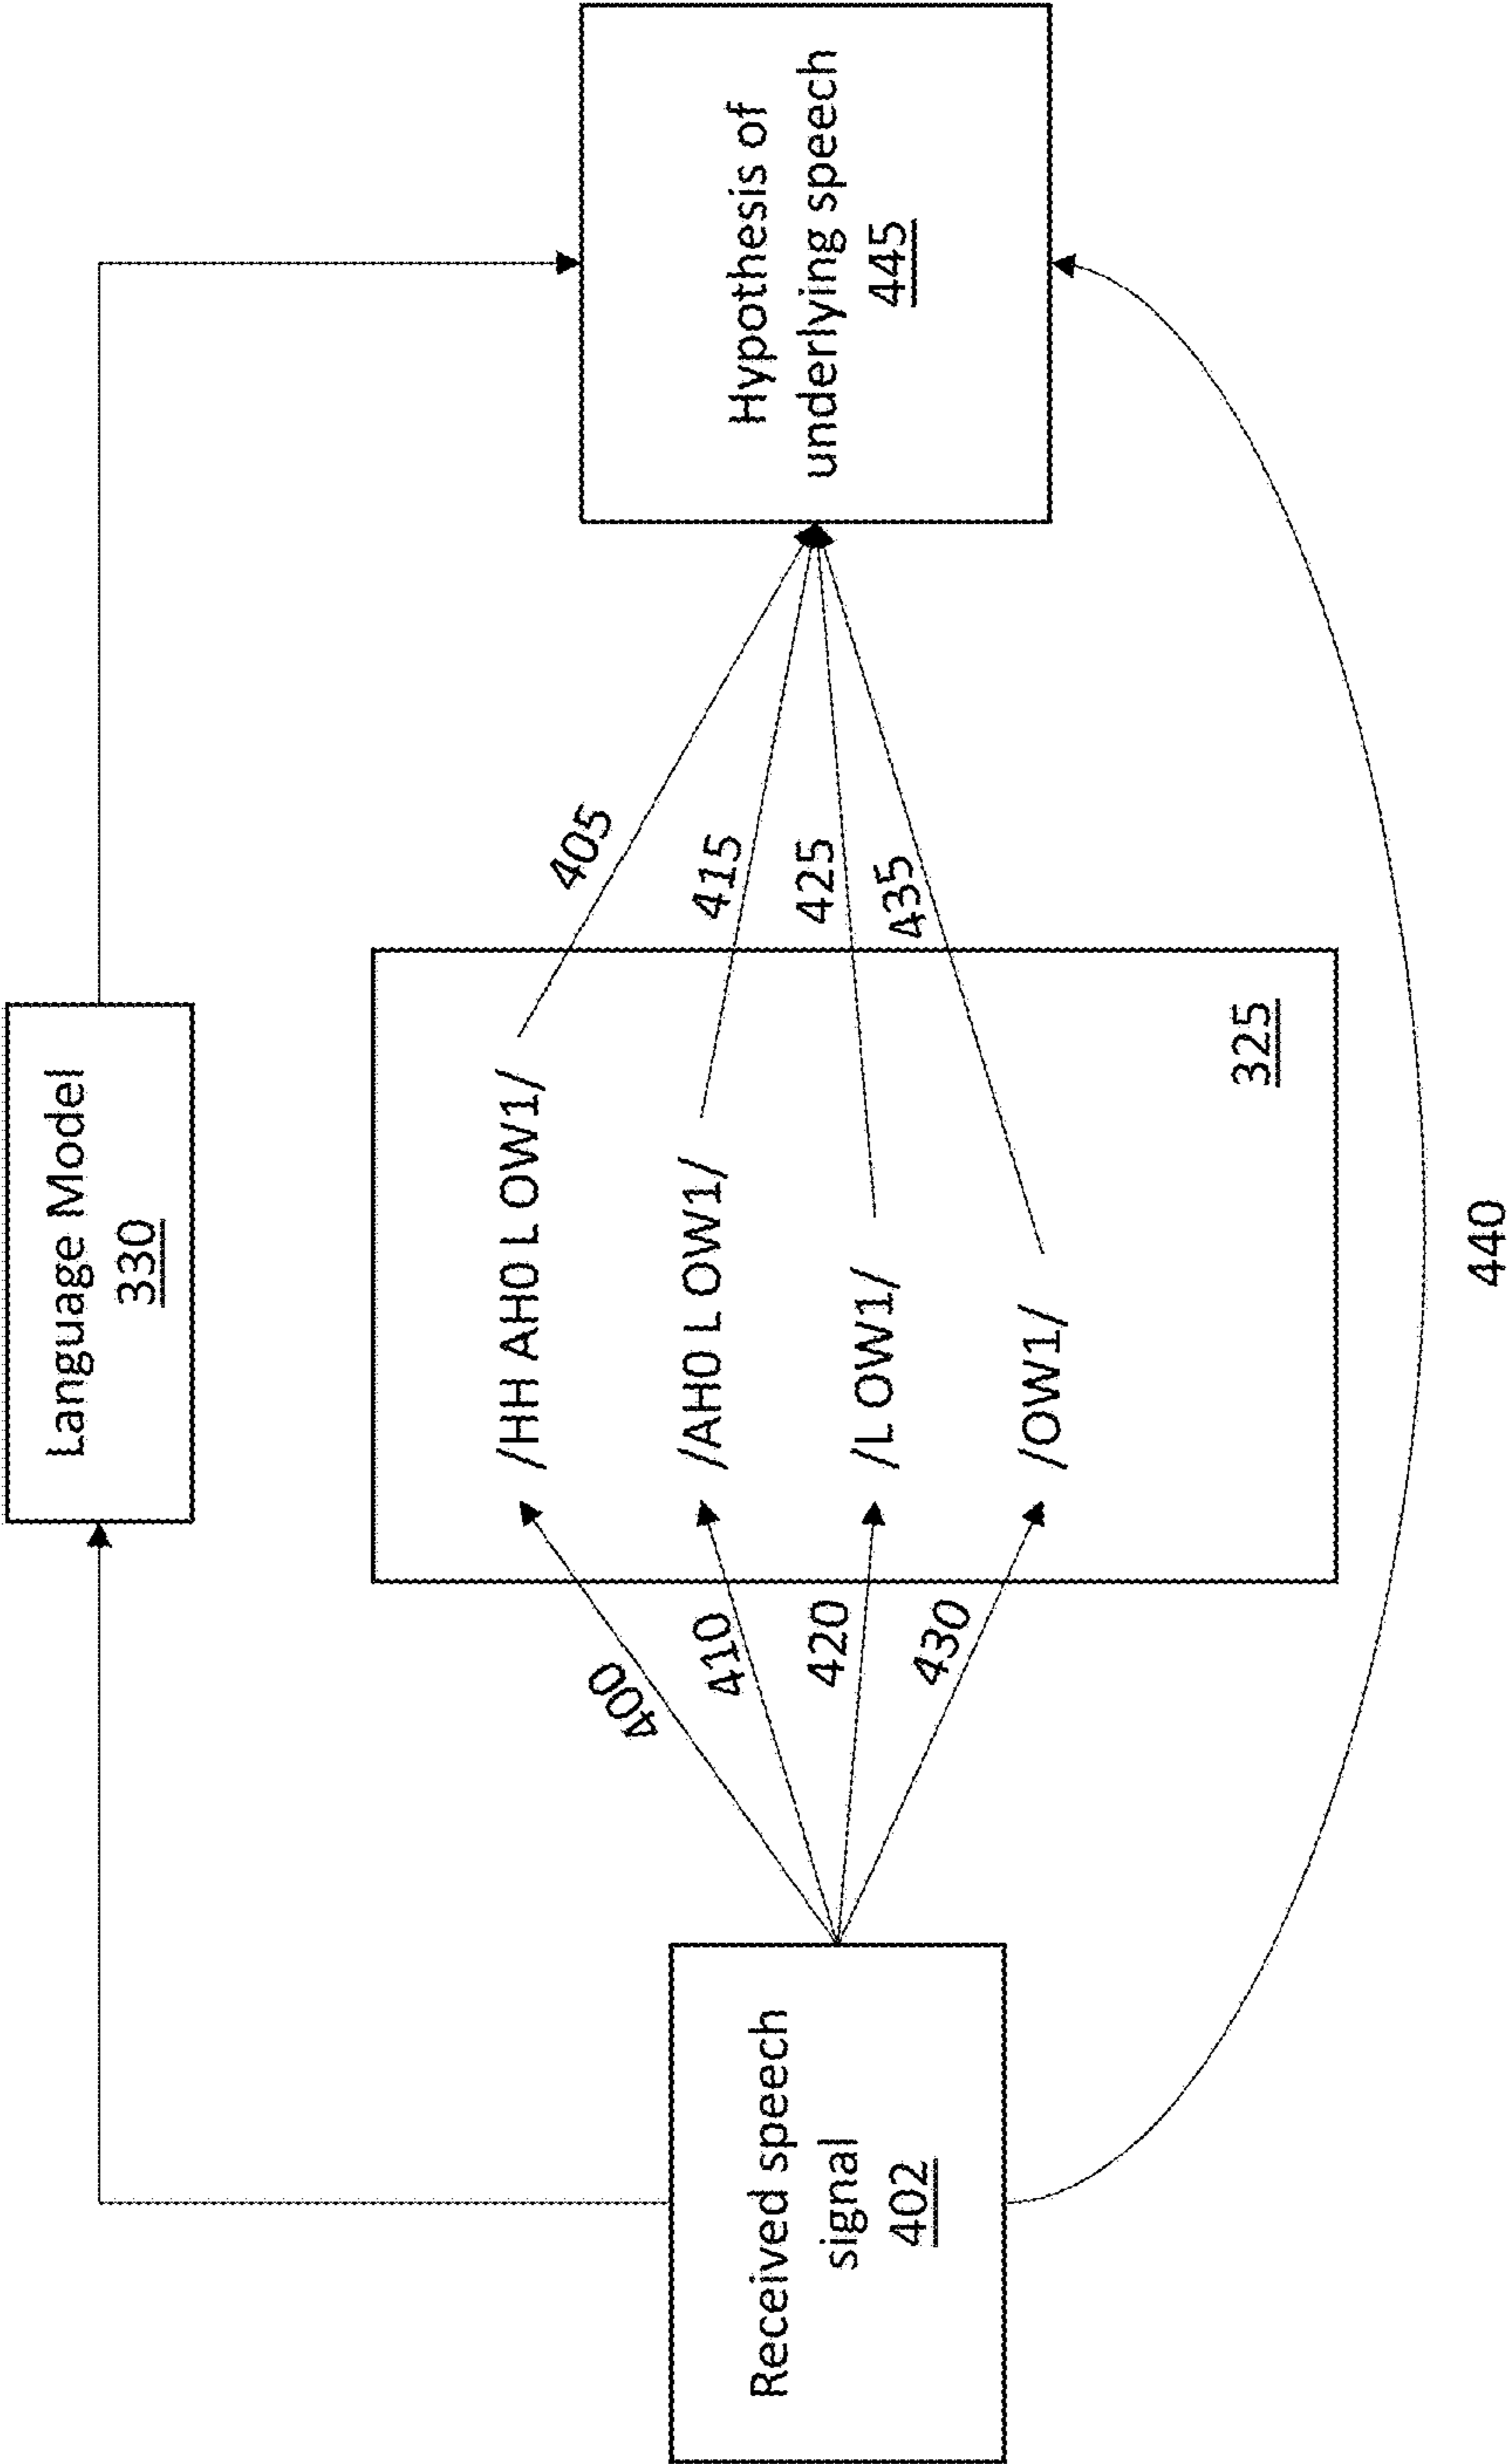 Language Model
330
/HH AH0 L OW1/
/AH0 L OW1/
/L OW1/
/OW1/
325
400
410
420
430
405
415
425
435
Received speech
signal
402
Hypothesis of
underlying speech
445
440